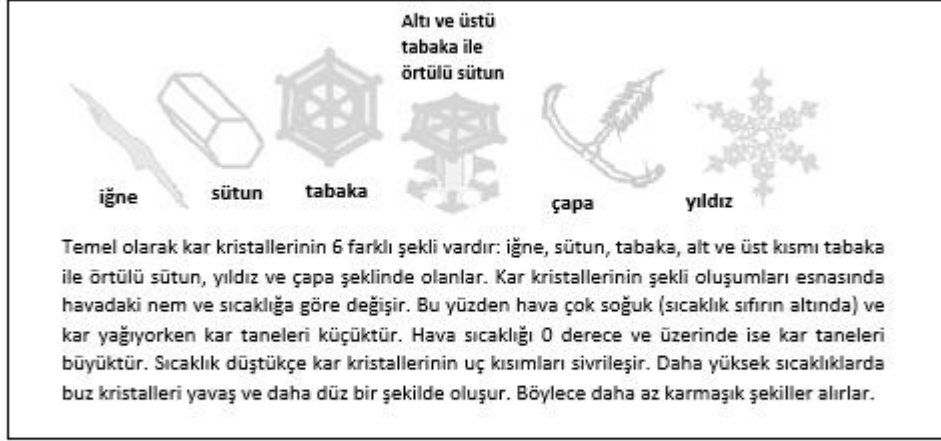 Altı ve üstü
tabaka ile
örtülü sütun
iğne
sütun
tabaka
çapa
yıldız
Temel olarak kar kristallerinin 6 farklı şekli vardır: iğne, sütun, tabaka, alt ve üst kısmı tabaka
ile örtülü sütun, yıldız ve çapa şeklinde olanlar. Kar kristallerinin şekli oluşumları esnasında
havadaki nem ve sıcaklığa göre değişir. Bu yüzden hava çok soğuk (sıcaklık sıfırın altında) ve
kar yağıyorken kar taneleri küçüktür. Hava sıcaklığı 0 derece ve üzerinde ise kar taneleri
büyüktür. Sıcaklık düştükçe kar kristallerinin uç kısımları sivrileşir. Daha yüksek sıcaklıklarda
buz kristalleri yavaş ve daha düz bir şekilde oluşur. Böylece daha az karmaşık şekiller alırlar.